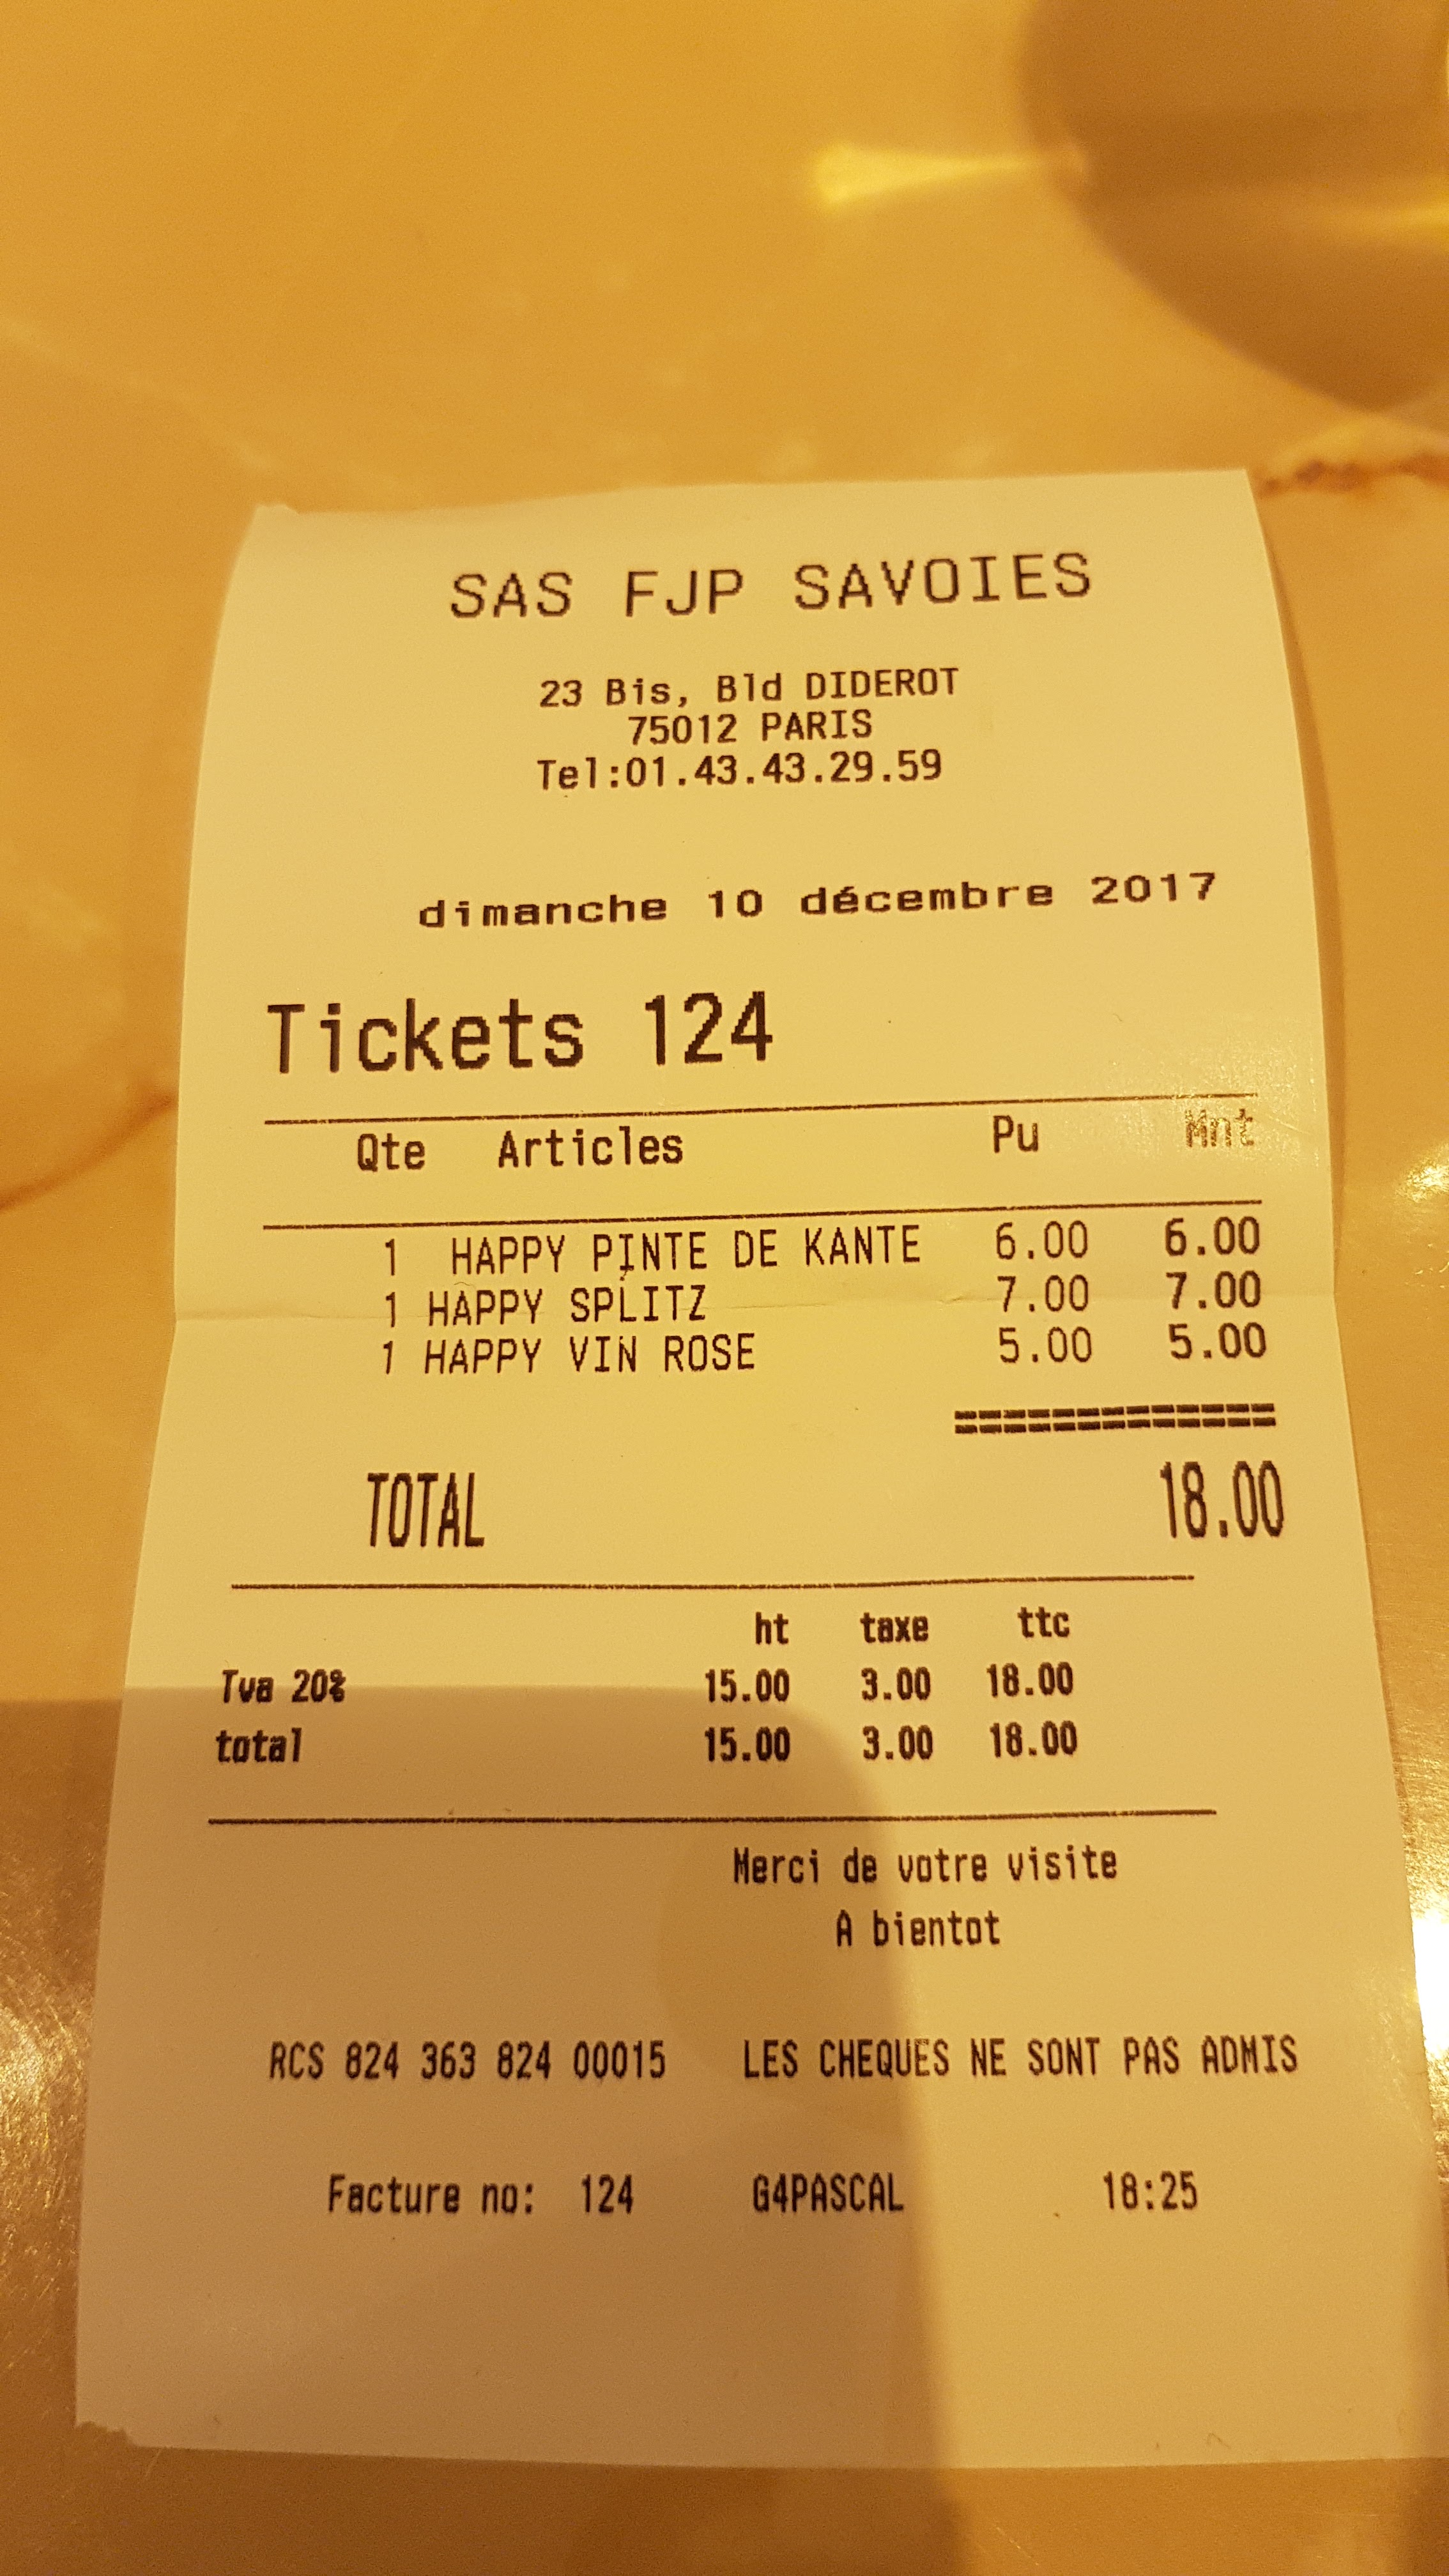 SAS FJP SAVOIES
23 Bis, Bld DIDEROT
75012 PARIS
Tel:01.43.43.29.59
dimanche 10 décembre 2017
Tickets 124
Qte Articles Pu Mnt
1 HAPPY PINTE DE KANTE 6.00 6.00
1 HAPPY SPLITZ 7.00 7.00
1 HAPPY VIN ROSE 5.00 5.00
=============
TOTAL 18.00
ht taxe ttc
Tva 20% 15.00 3.00 18.00
total 15.00 3.00 18.00
Merci de votre visite
A bientot
RCS 824 363 824 00015 LES CHEQUES NE SONT PAS ADMIS
Facture no: 124 G4PASCAL 18:25